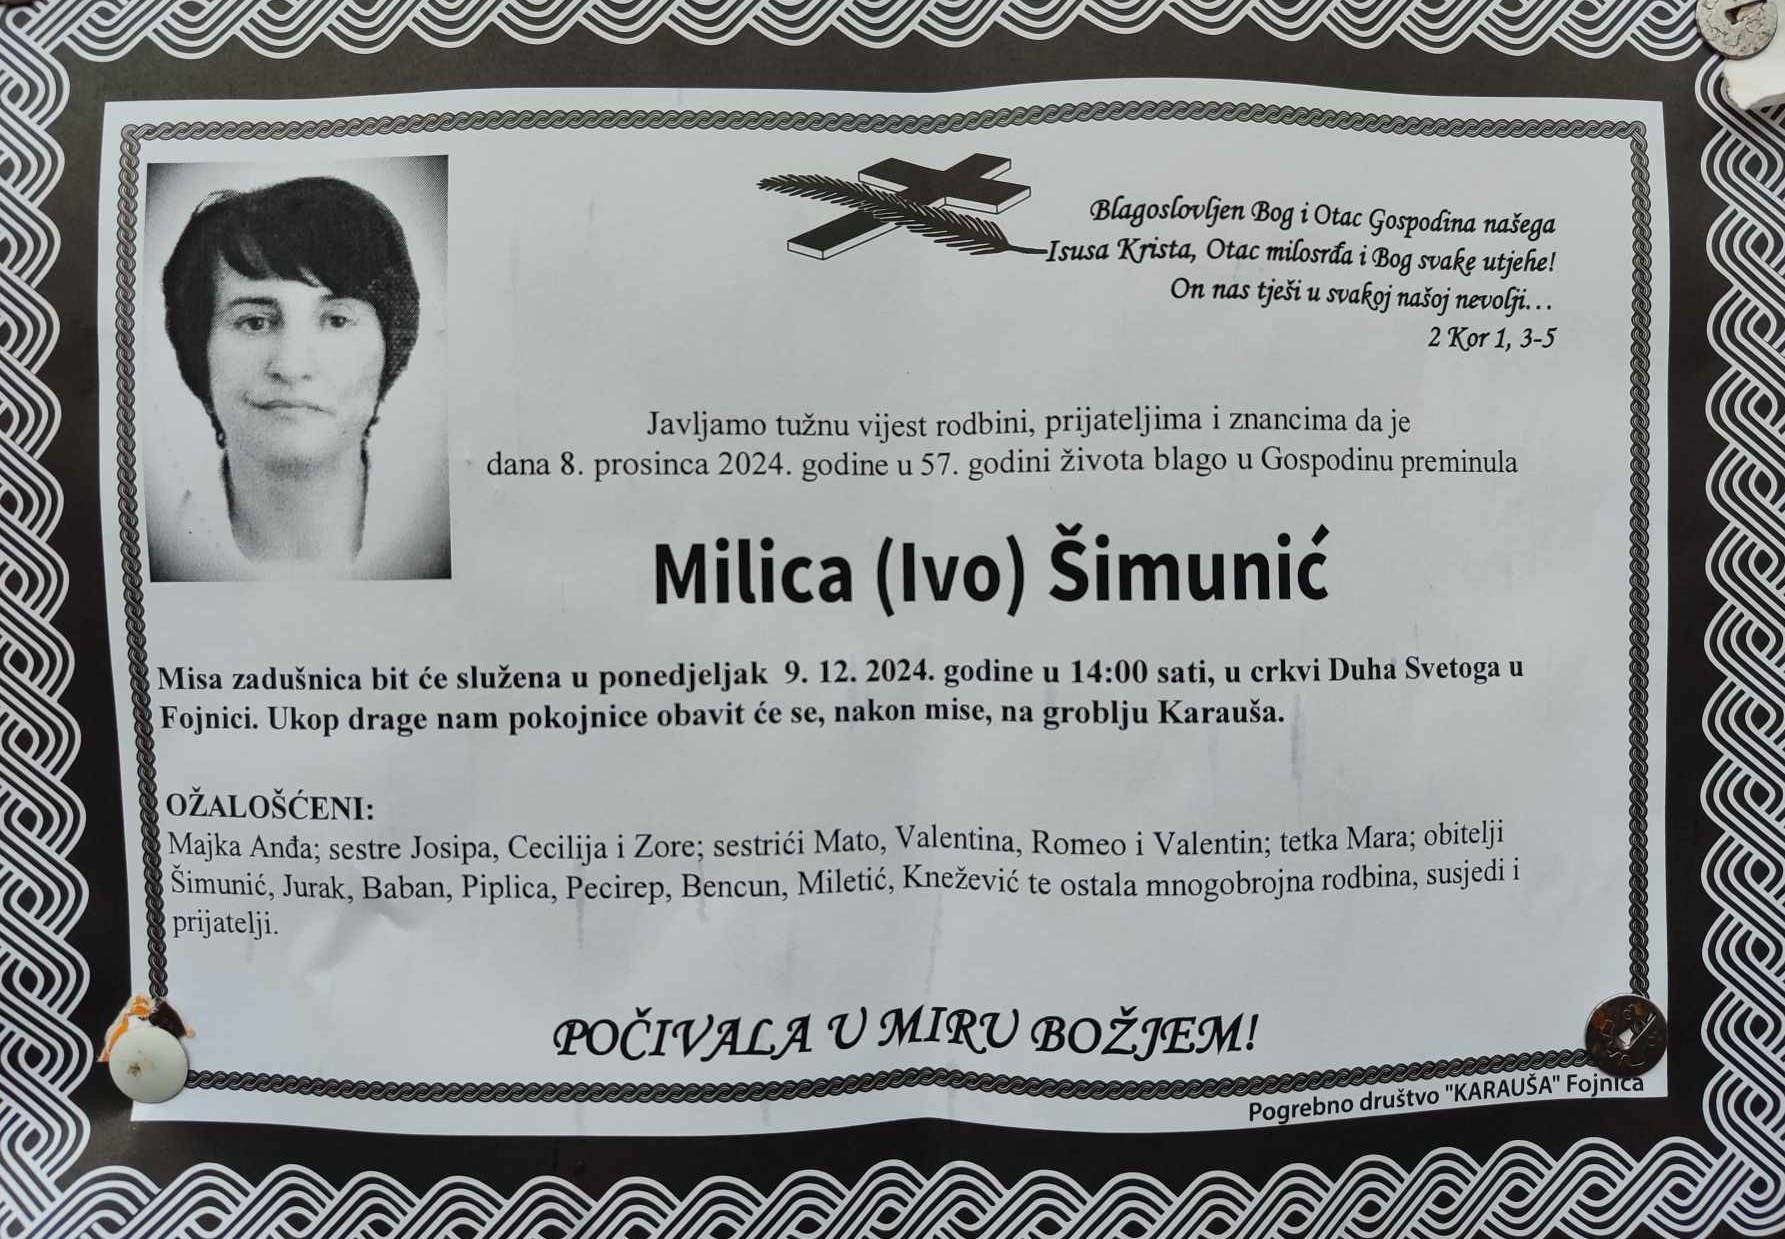 Blagoslovljen Bog i Otac Gospodina našega
Isusa Krista, Otac milosrđa i Bog svake utjehe!
On nas tješi u svakoj našoj nevolji...
2 Kor 1, 3-5
Javljamo tužnu vijest rodbini, prijateljima i znancima da je
dana 8. prosinca 2024. godine u 57. godini života blago u Gospodinu preminula
Milica (Ivo) Šimunić
Misa zadušnica bit će služena u ponedjeljak 9. 12. 2024. godine u 14:00 sati, u crkvi Duha Svetoga u
Fojnici. Ukop drage nam pokojnice obavit će se, nakon mise, na groblju Karauša.
OŽALOŠĆENI:
Majka Anđa; sestre Josipa, Cecilija i Zore; sestrići Mato, Valentina, Romeo i Valentin; tetka Mara; obitelji
Šimunić, Jurak, Baban, Piplica, Pecirep, Bencun, Miletić, Knežević te ostala mnogobrojna rodbina, susjedi i
prijatelji.
POČIVALA U MIRU BOŽJEM!
Pogrebno društvo "KARAUŠA" Fojnica